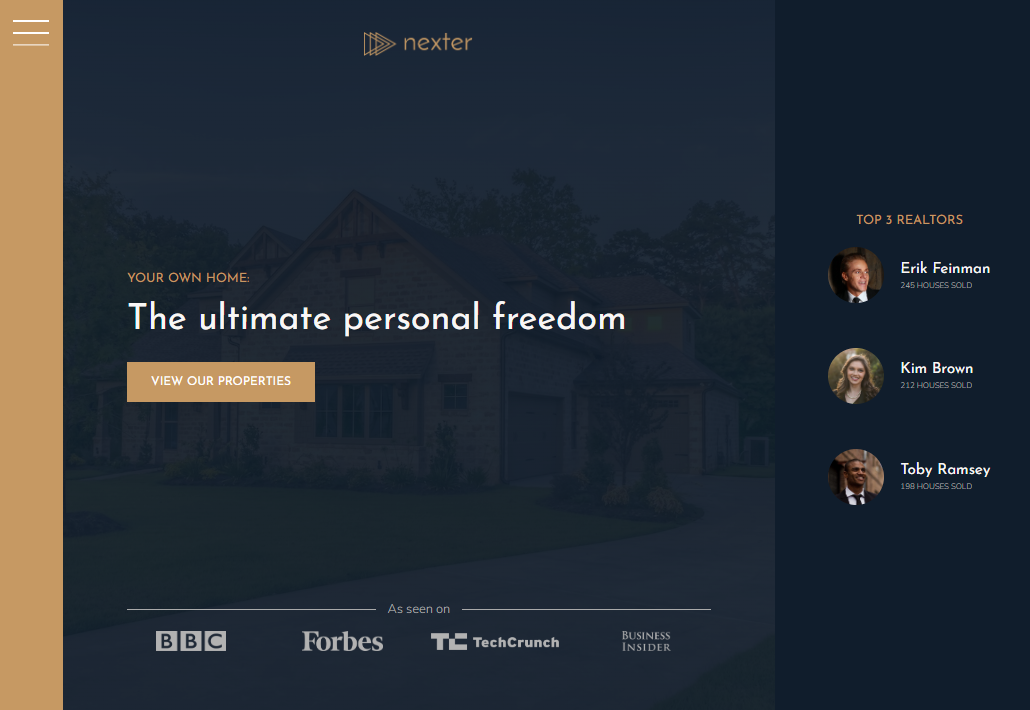 nexter
YOUR OWN HOME:
The ultimate personal freedom
VIEW OUR PROPERTIES
As seen on
BBC
Forbes
TC TechCrunch
BUSINESS
INSIDER
TOP 3 REALTORS
Erik Feinman
245 HOUSES SOLD
Kim Brown
212 HOUSES SOLD
Toby Ramsey
198 HOUSES SOLD